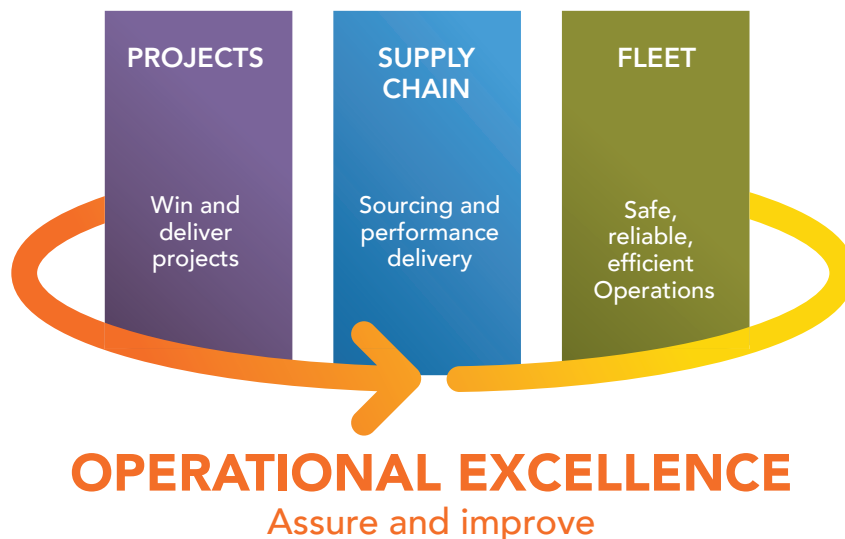 PROJECTS
Win and
deliver
projects
SUPPLY
CHAIN
Sourcing and
performance
delivery
FLEET
Safe,
reliable,
efficient
Operations
OPERATIONAL EXCELLENCE
Assure and improve